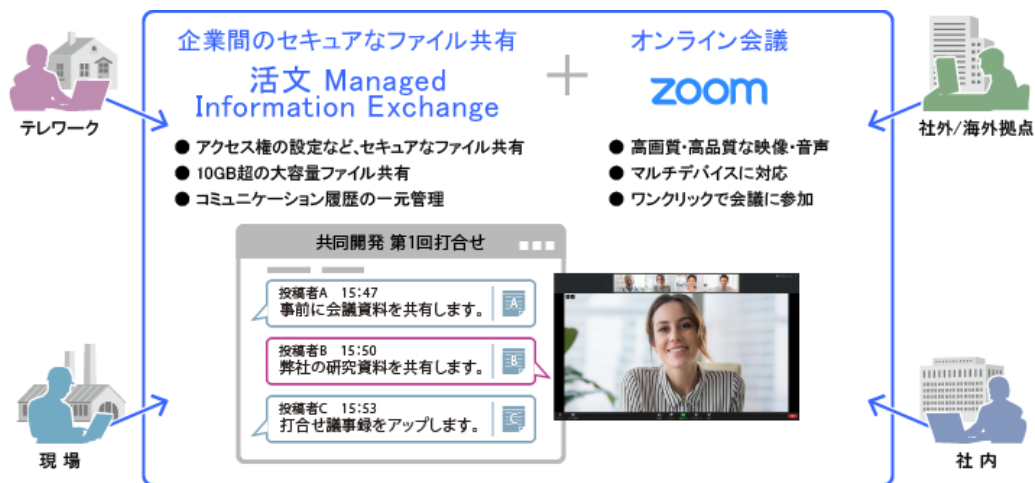 企業間のセキュアなファイル共有
活文 Managed
Information Exchange
オンライン会議
zoom
テレワーク
社外/海外拠点
● アクセス権の設定など、セキュアなファイル共有
● 10GB超の大容量ファイル共有
● コミュニケーション履歴の一元管理
● 高画質・高品質な映像・音声
● マルチデバイスに対応
● ワンクリックで会議に参加
共同開発 第1回打合せ
投稿者A 15:47
事前に会議資料を共有します。
A
投稿者B 15:50
弊社の研究資料を共有します。
B
投稿者C 15:53
打合せ議事録をアップします。
C
現場
社内